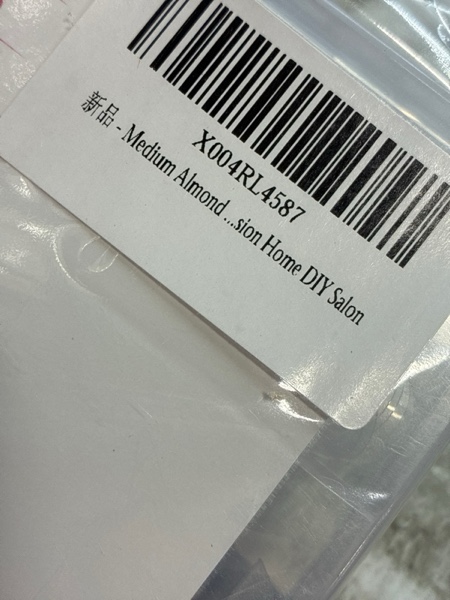 X004RL4587
新品 - Medium Almond ...sion Home DIY Salon